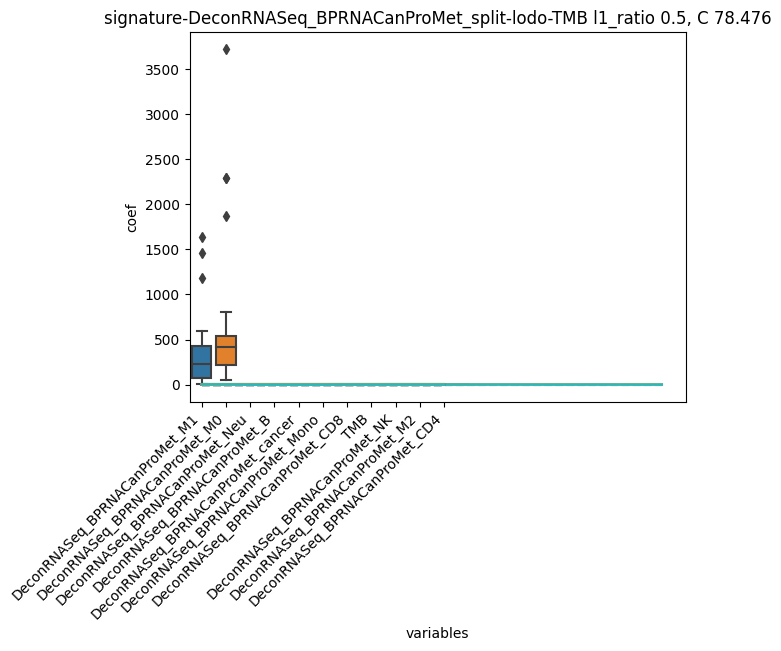 signature-DeconRNASeq_BPRNACanProMet_split-lodo-TMB l1_ratio 0.5, C 78.476
3500
3000
2500
2000
1500
1000
500
0
coef
DeconRNASeq_BPRNACanProMet_M1
DeconRNASeq_BPRNACanProMet_M0
DeconRNASeq_BPRNACanProMet_Neu
DeconRNASeq_BPRNACanProMet_B
DeconRNASeq_BPRNACanProMet_cancer
DeconRNASeq_BPRNACanProMet_Mono
DeconRNASeq_BPRNACanProMet_CD8
TMB
DeconRNASeq_BPRNACanProMet_NK
DeconRNASeq_BPRNACanProMet_M2
DeconRNASeq_BPRNACanProMet_CD4
variables